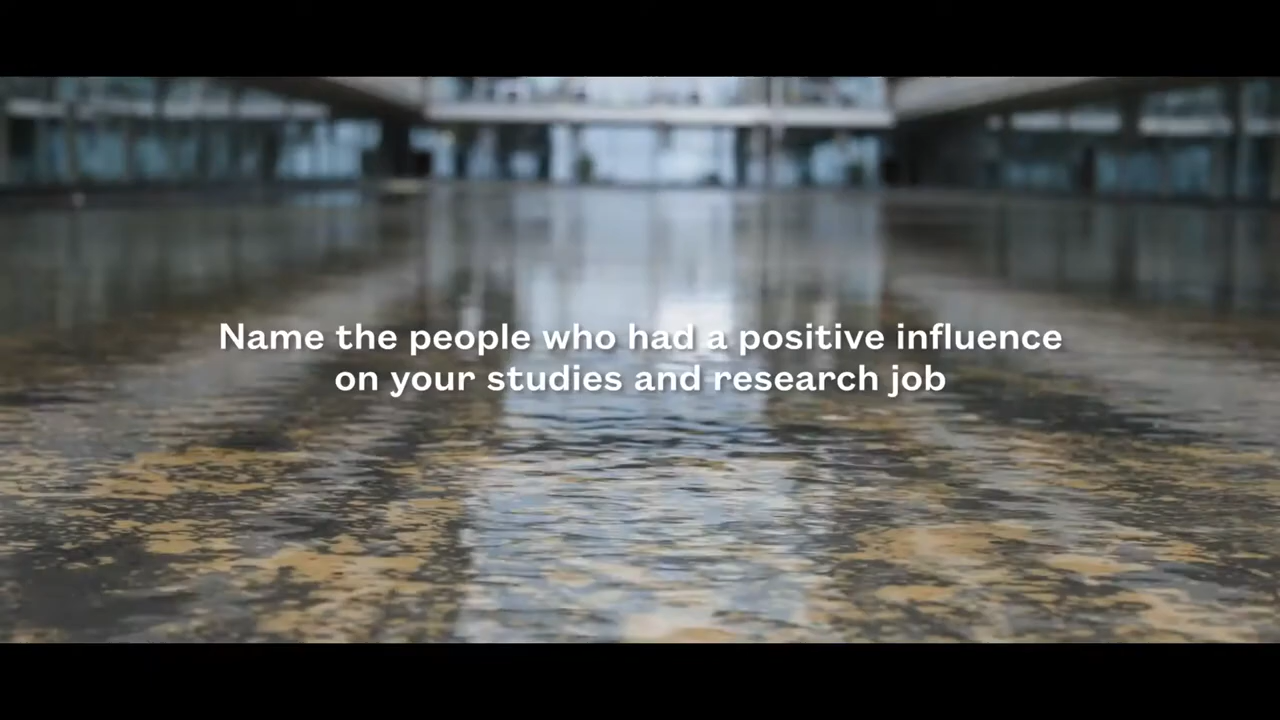 Name the people who had a positive influence
on your studies and research job